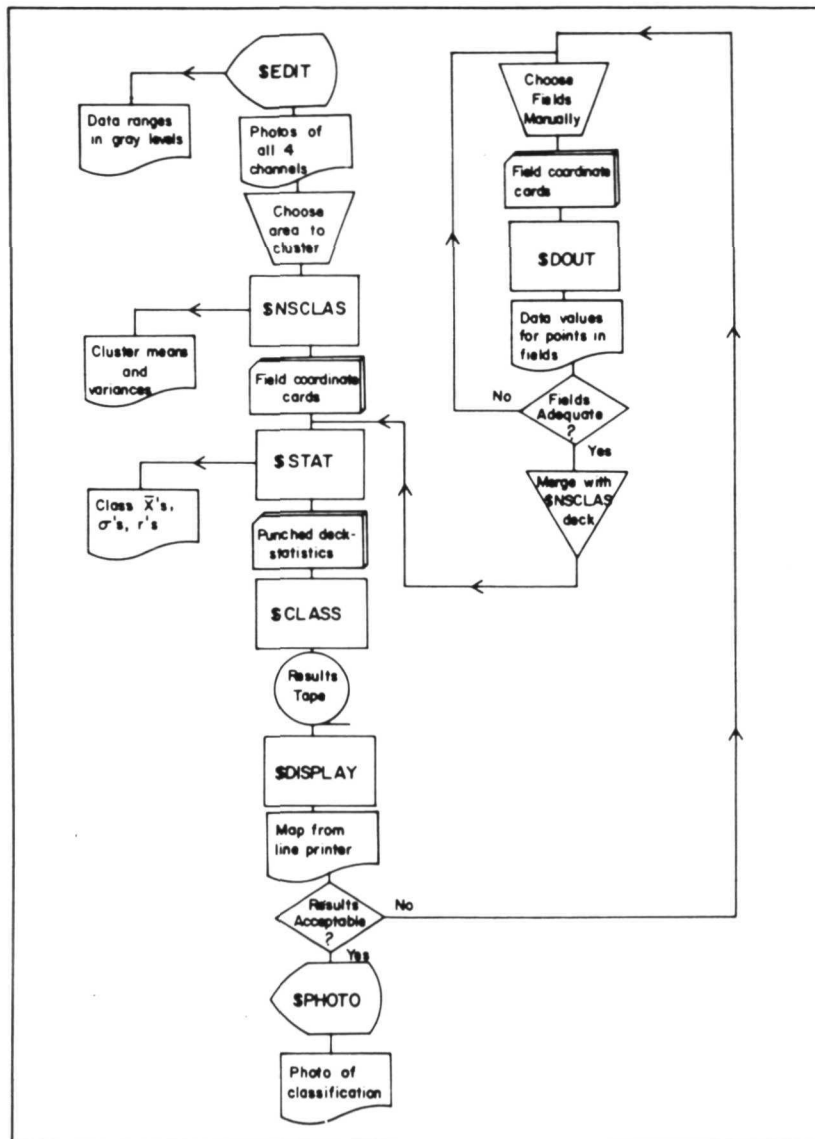 $EDIT
Data ranges
in gray levels
Photos of
all 4
channels
Choose
area to
cluster
$NSCLAS
Cluster means
and
variances
Field coordinate
cards
$STAT
Class X̄'s,
σ's, r's
Punched deck-
statistics
$CLASS
Results
Tape
$DISPLAY
Map from
line printer
Results
Acceptable
?
No
Yes
$PHOTO
Photo of
classification
Choose
Fields
Manually
Field coordinate
cards
$DOUT
Data values
for points in
fields
No
Fields
Adequate
?
Yes
Merge with
$NSCLAS
deck